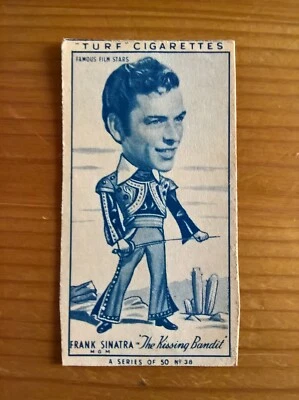 "TURF" CIGARETTES
FAMOUS FILM STARS
FRANK SINATRA - "The Kissing Bandit"
M G M
A SERIES OF 50 Nº 38